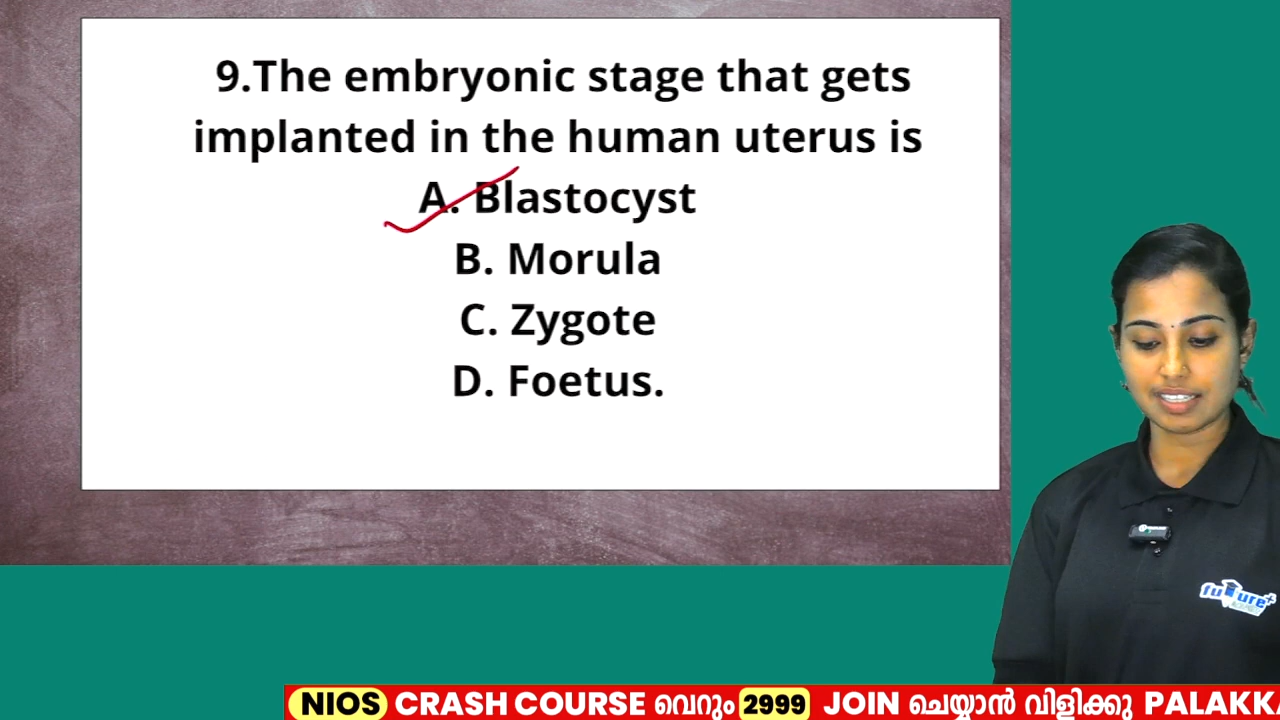 9.The embryonic stage that gets
implanted in the human uterus is
A. Blastocyst
B. Morula
C. Zygote
D. Foetus.
future+
NIOS CRASH COURSE വെറും 2999 JOIN ചെയ്യാൻ വിളിക്കൂ PALAKK